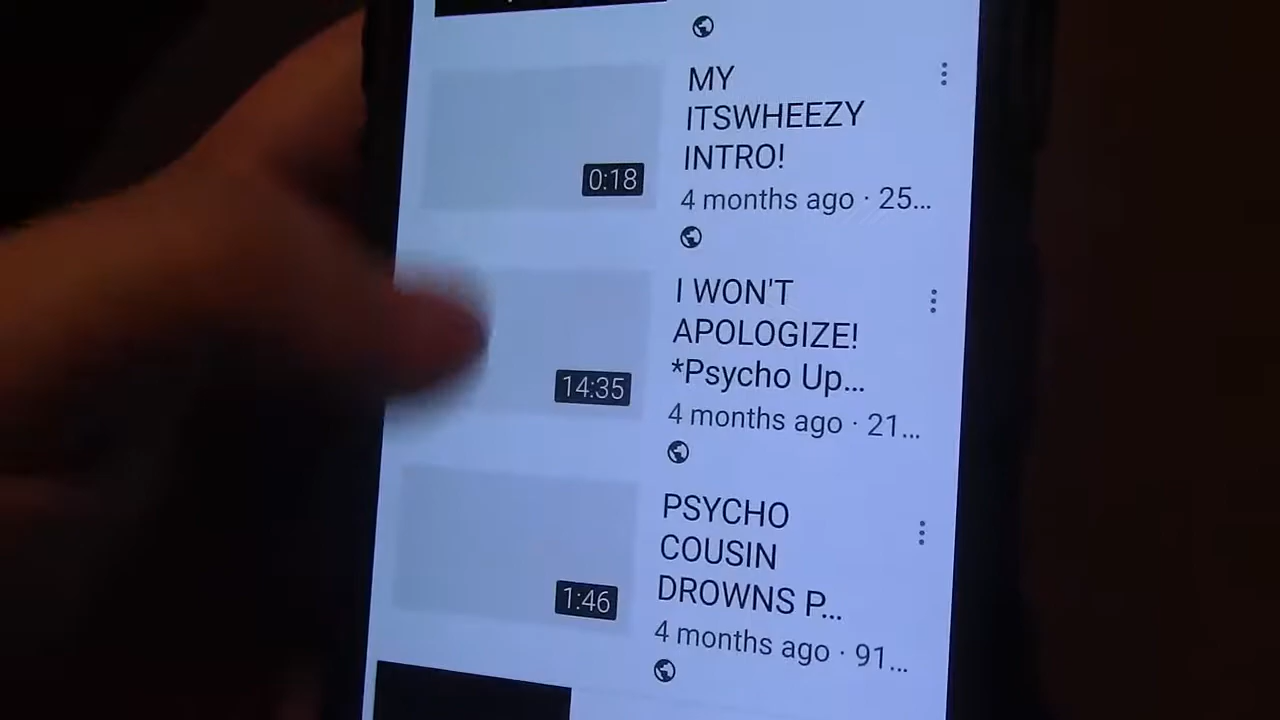 MY
ITSWHEEZY
INTRO!
0:18
4 months ago · 25...
I WON'T
APOLOGIZE!
*Psycho Up...
14:35
4 months ago · 21...
PSYCHO
COUSIN
DROWNS P...
1:46
4 months ago · 91...